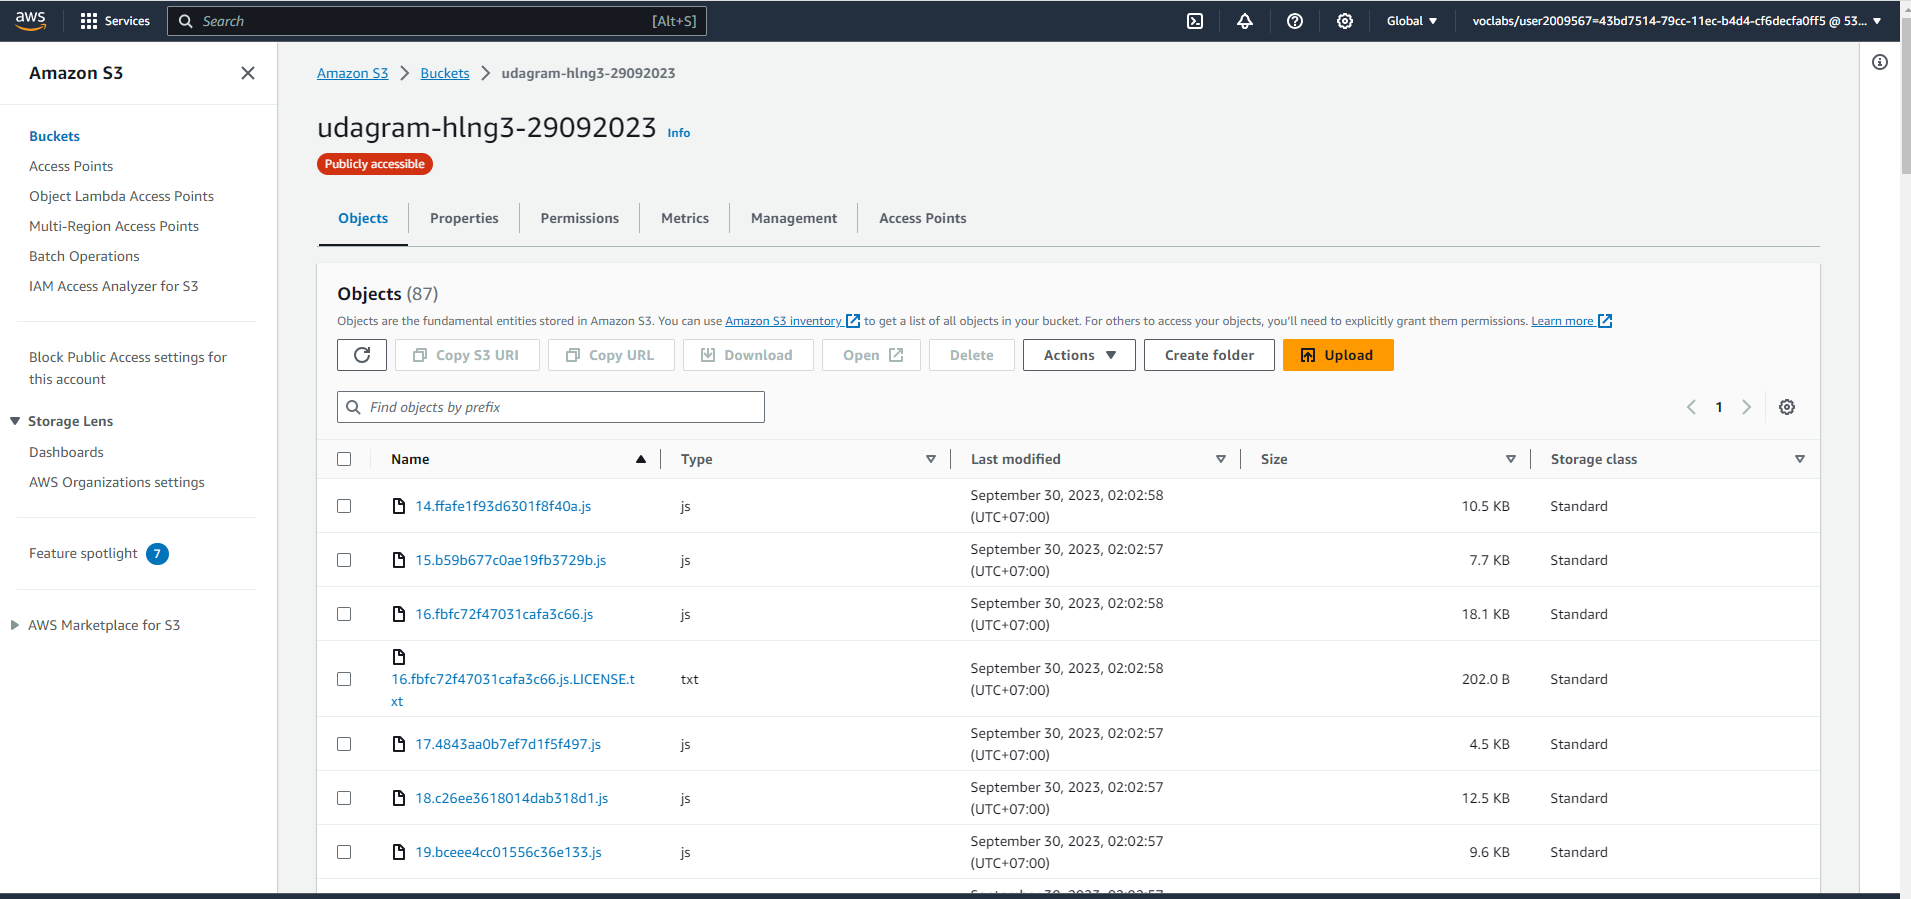 aws
Services
Search [Alt+S]
Global
voclabs/user2009567=43bd7514-79cc-11ec-b4d4-cf6decfa0ff5 @ 53...
Amazon S3
Buckets
Access Points
Object Lambda Access Points
Multi-Region Access Points
Batch Operations
IAM Access Analyzer for S3
Block Public Access settings for
this account
Storage Lens
Dashboards
AWS Organizations settings
Feature spotlight 7
AWS Marketplace for S3
Amazon S3 Buckets udagram-hlng3-29092023
udagram-hlng3-29092023 Info
Publicly accessible
Objects Properties Permissions Metrics Management Access Points
Objects (87)
Objects are the fundamental entities stored in Amazon S3. You can use Amazon S3 inventory to get a list of all objects in your bucket. For others to access your objects, you'll need to explicitly grant them permissions. Learn more
Copy S3 URI Copy URL Download Open Delete Actions Create folder Upload
Find objects by prefix
1
Name Type Last modified Size Storage class
14.ffafe1f93d6301f8f40a.js js September 30, 2023, 02:02:58 10.5 KB Standard
(UTC+07:00)
15.b59b677c0ae19fb3729b.js js September 30, 2023, 02:02:57 7.7 KB Standard
(UTC+07:00)
16.fbfc72f47031cafa3c66.js js September 30, 2023, 02:02:58 18.1 KB Standard
(UTC+07:00)
16.fbfc72f47031cafa3c66.js.LICENSE.t txt September 30, 2023, 02:02:58 202.0 B Standard
xt (UTC+07:00)
17.4843aa0b7ef7d1f5f497.js js September 30, 2023, 02:02:57 4.5 KB Standard
(UTC+07:00)
18.c26ee3618014dab318d1.js js September 30, 2023, 02:02:57 12.5 KB Standard
(UTC+07:00)
19.bceee4cc01556c36e133.js js September 30, 2023, 02:02:57 9.6 KB Standard
(UTC+07:00)